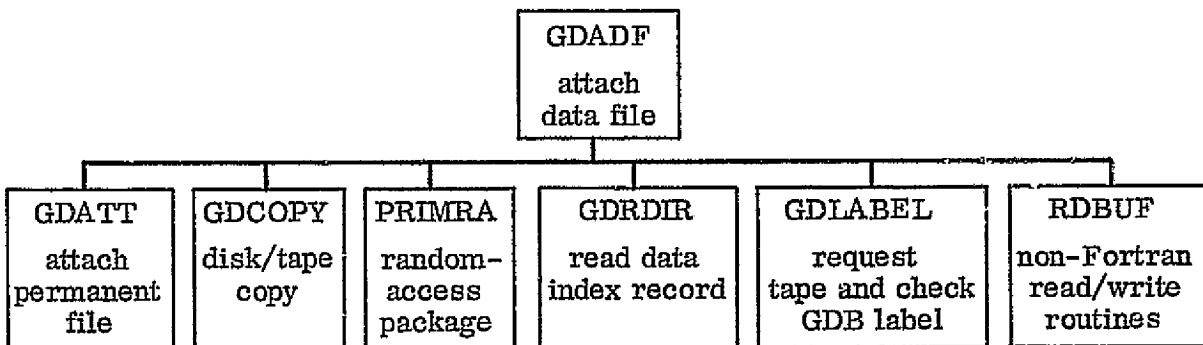 GDADF
attach
data file
GDATT
attach
permanent
file
GDCOPY
disk/tape
copy
PRIMRA
random-
access
package
GDRDIR
read data
index record
GDLABEL
request
tape and check
GDB label
RDBUF
non-Fortran
read/write
routines